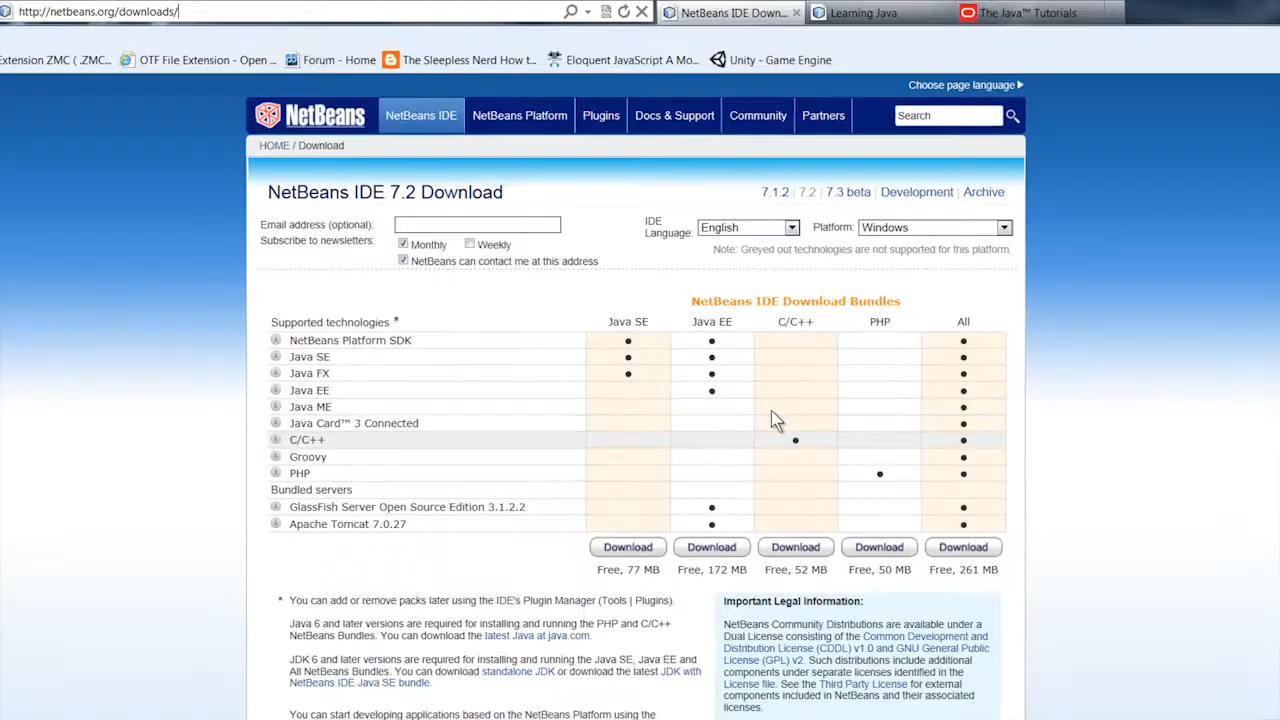 http://netbeans.org/downloads/
NetBeans IDE Down...
Learning Java
The Java™ Tutorials
Extension ZMC ( .ZMC...
OTF File Extension - Open ...
Forum - Home
The Sleepless Nerd How t...
Eloquent JavaScript A Mo...
Unity - Game Engine
Choose page language
NetBeans
NetBeans IDE
NetBeans Platform
Plugins
Docs & Support
Community
Partners
Search
HOME / Download
NetBeans IDE 7.2 Download
7.1.2 | 7.2 | 7.3 beta | Development | Archive
Email address (optional):
Subscribe to newsletters:
Monthly
Weekly
NetBeans can contact me at this address
IDE
Language:
English
Platform:
Windows
Note: Greyed out technologies are not supported for this platform.
NetBeans IDE Download Bundles
Supported technologies *
Java SE
Java EE
C/C++
PHP
All
NetBeans Platform SDK
Java SE
Java FX
Java EE
Java ME
Java Card™ 3 Connected
C/C++
Groovy
PHP
Bundled servers
GlassFish Server Open Source Edition 3.1.2.2
Apache Tomcat 7.0.27
Download
Download
Download
Download
Download
Free, 77 MB
Free, 172 MB
Free, 52 MB
Free, 50 MB
Free, 261 MB
* You can add or remove packs later using the IDE's Plugin Manager (Tools | Plugins).
Java 6 and later versions are required for installing and running the PHP and C/C++
NetBeans Bundles. You can download the latest Java at java.com.
JDK 6 and later versions are required for installing and running the Java SE, Java EE and
All NetBeans Bundles. You can download standalone JDK or download the latest JDK with
NetBeans IDE Java SE bundle.
You can start developing applications based on the NetBeans Platform using the
Important Legal Information:
NetBeans Community Distributions are available under a
Dual License consisting of the Common Development and
Distribution License (CDDL) v1.0 and GNU General Public
License (GPL) v2. Such distributions include additional
components under separate licenses identified in the
License file. See the Third Party License for external
components included in NetBeans and their associated
licenses.